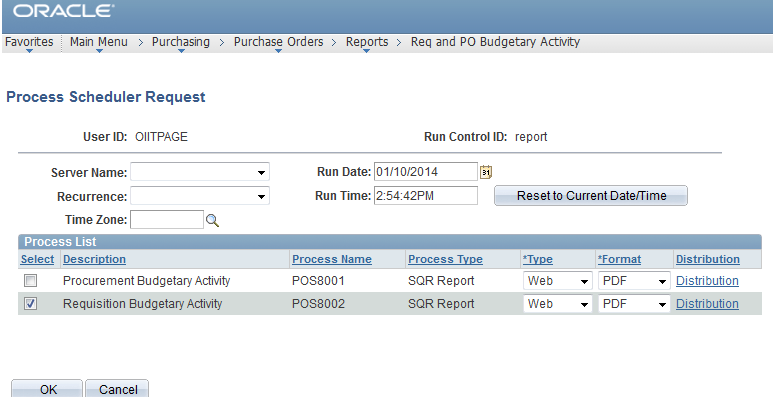 ORACLE
Favorites Main Menu > Purchasing > Purchase Orders > Reports > Req and PO Budgetary Activity
Process Scheduler Request
User ID: OIITPAGE Run Control ID: report
Server Name: Run Date: 01/10/2014 31
Recurrence: Run Time: 2:54:42PM Reset to Current Date/Time
Time Zone:
Process List
Select Description Process Name Process Type *Type *Format Distribution
Procurement Budgetary Activity POS8001 SQR Report Web PDF Distribution
Requisition Budgetary Activity POS8002 SQR Report Web PDF Distribution
OK Cancel